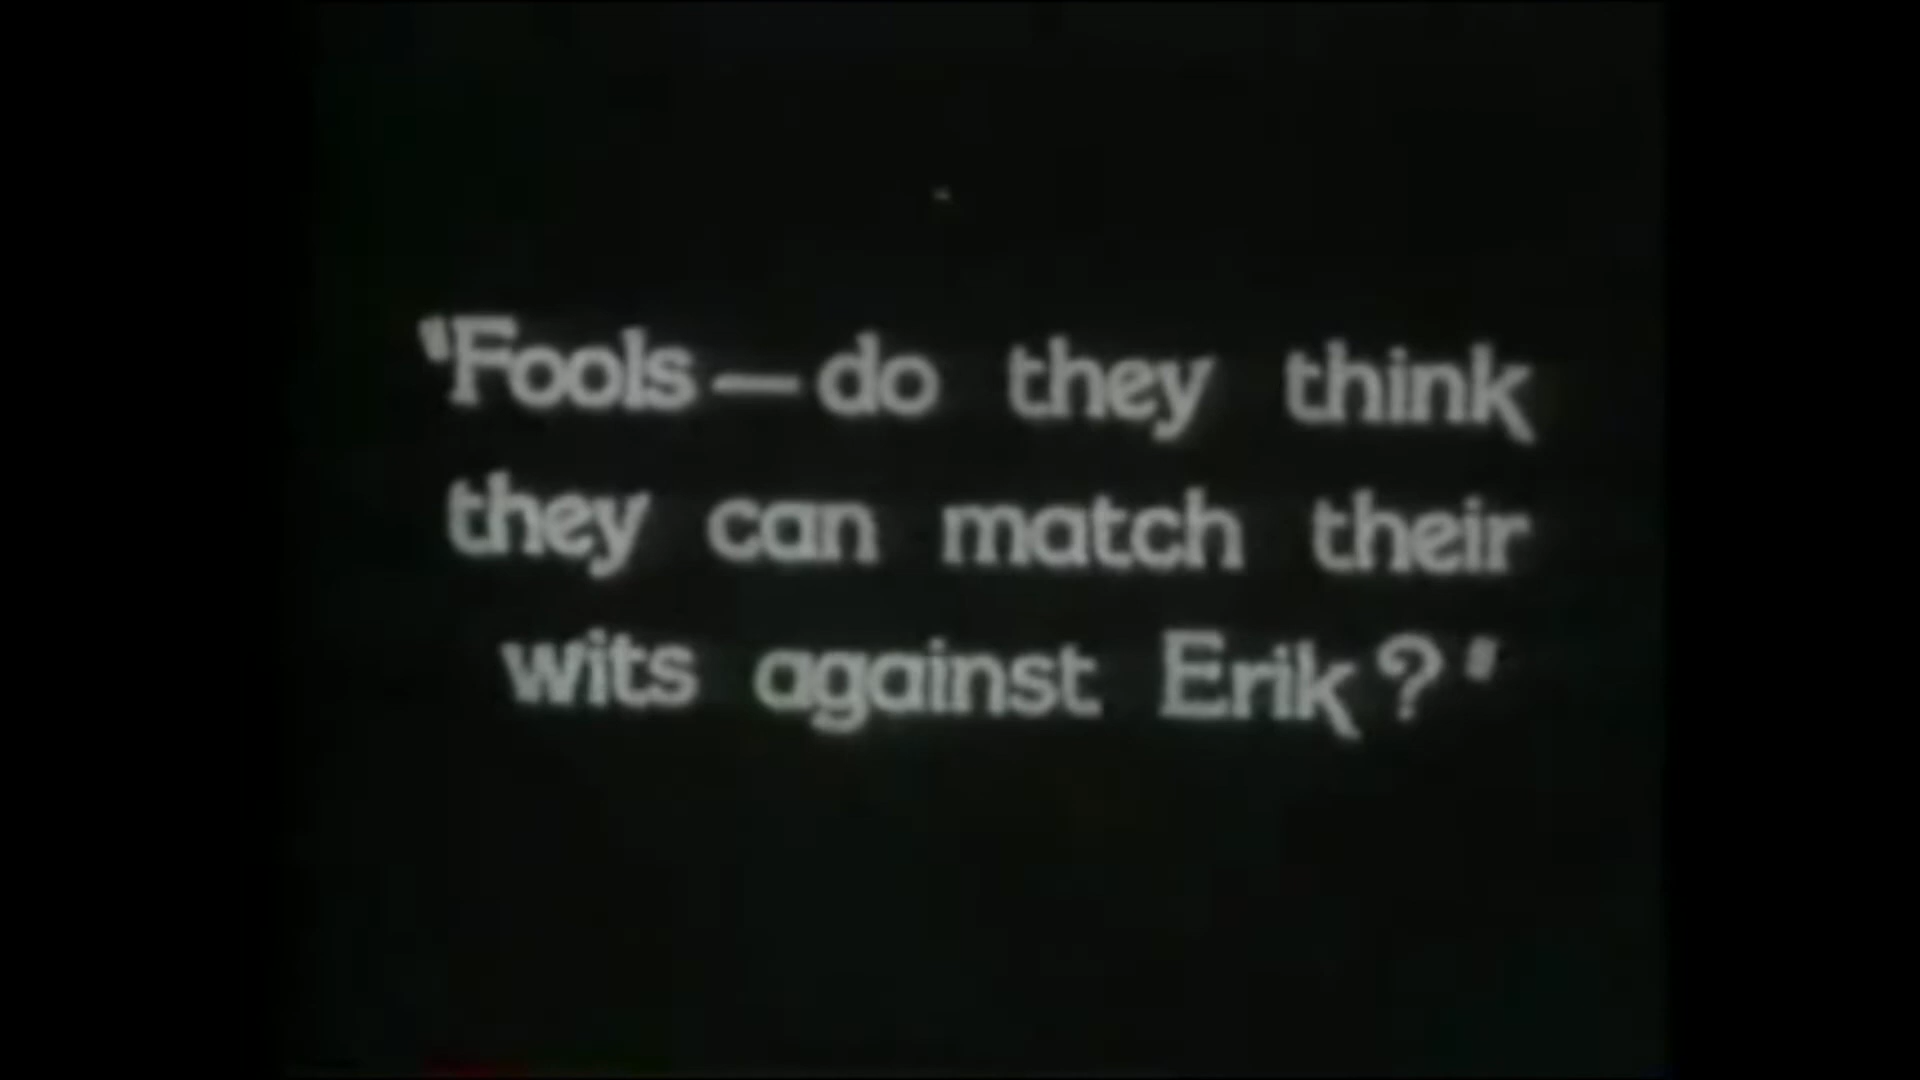 "Fools — do they think
they can match their
wits against Erik?"